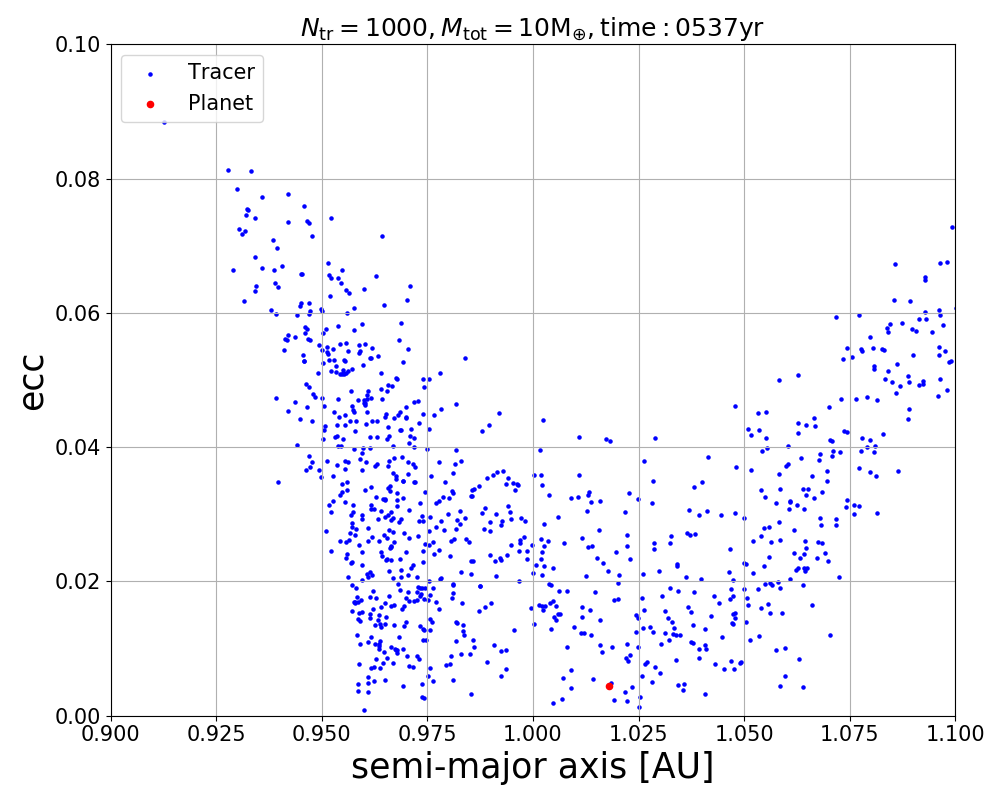 N_tr = 1000, M_tot = 10M_⊕, time : 0537yr
Tracer
Planet
0.10
0.08
0.06
0.04
0.02
0.00
ecc
0.900 0.925 0.950 0.975 1.000 1.025 1.050 1.075 1.100
semi-major axis [AU]